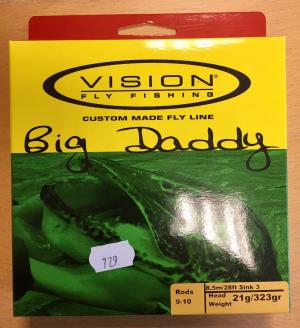 VISION®
FLY FISHING
CUSTOM MADE FLY LINE
Big Daddy
929
Rods
9-10
8.5m/28ft Sink 3
Head
Weight
21g/323gr